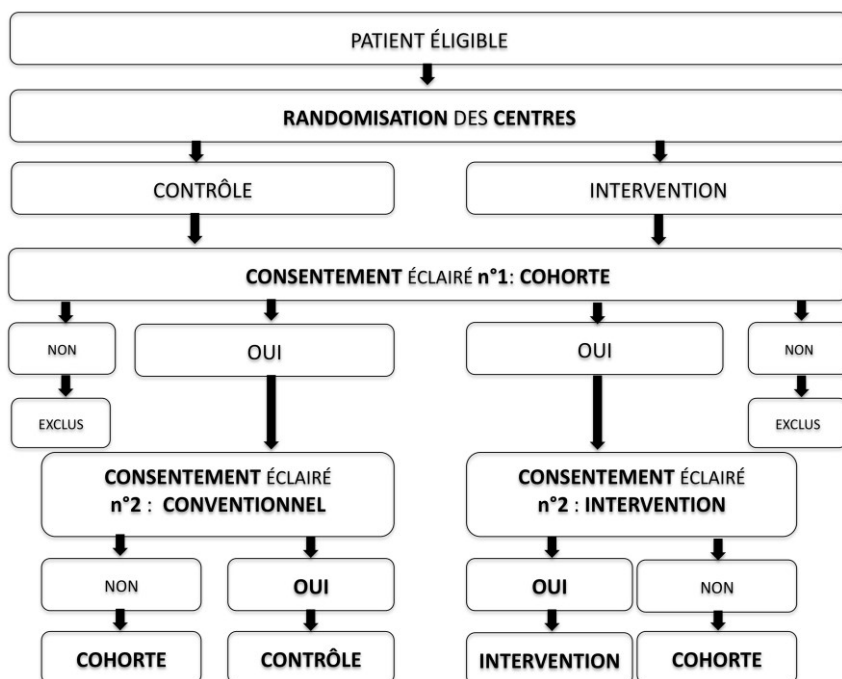 PATIENT ÉLIGIBLE
RANDOMISATION DES CENTRES
CONTRÔLE
INTERVENTION
CONSENTEMENT ÉCLAIRÉ n°1: COHORTE
NON
OUI
OUI
NON
EXCLUS
EXCLUS
CONSENTEMENT ÉCLAIRÉ
n°2 : CONVENTIONNEL
CONSENTEMENT ÉCLAIRÉ
n°2 : INTERVENTION
NON
OUI
OUI
NON
COHORTE
CONTRÔLE
INTERVENTION
COHORTE